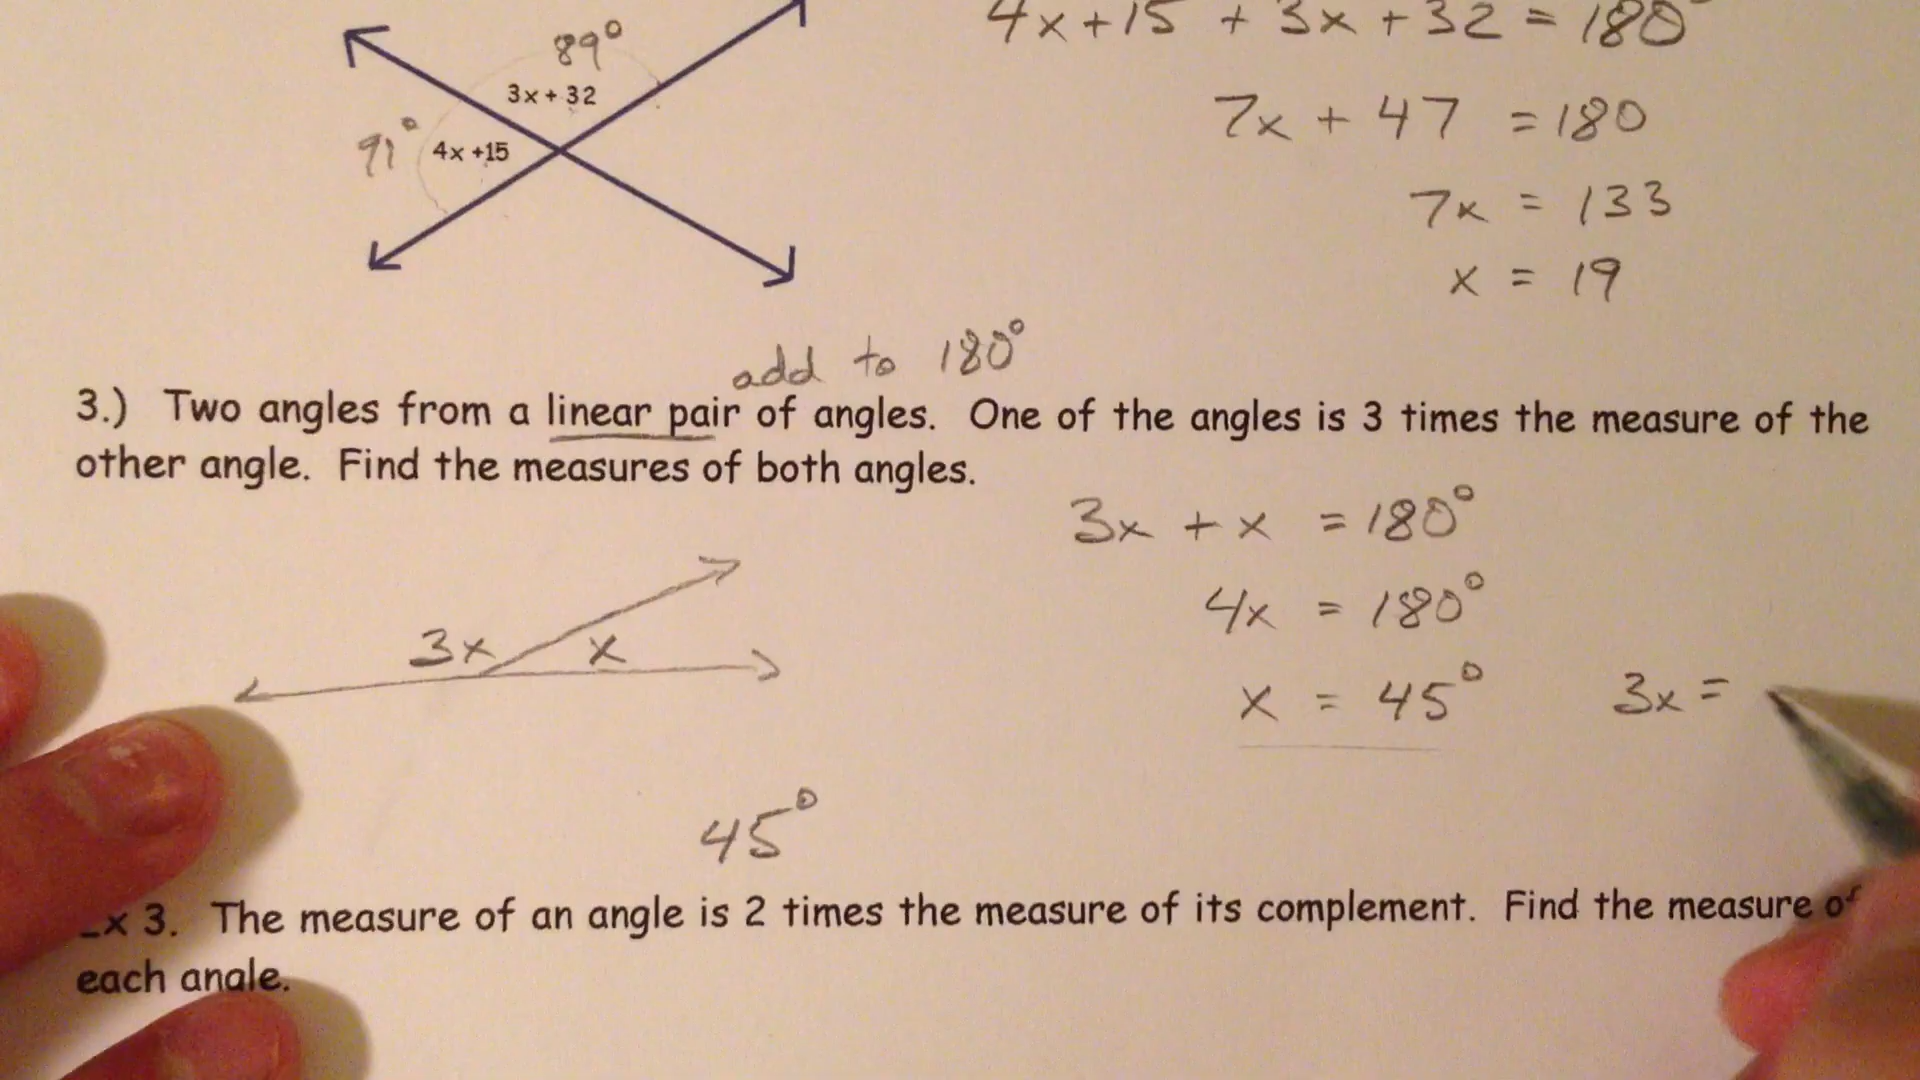 4x + 15 + 3x + 32 = 180°
89°
3x + 32
7x + 47 = 180
91°
4x +15
7x = 133
x = 19
add to 180°
3.) Two angles from a linear pair of angles. One of the angles is 3 times the measure of the
other angle. Find the measures of both angles.
3x + x = 180°
4x = 180°
3x
x
x = 45°
3x =
45°
x 3. The measure of an angle is 2 times the measure of its complement. Find the measure of
each angle.